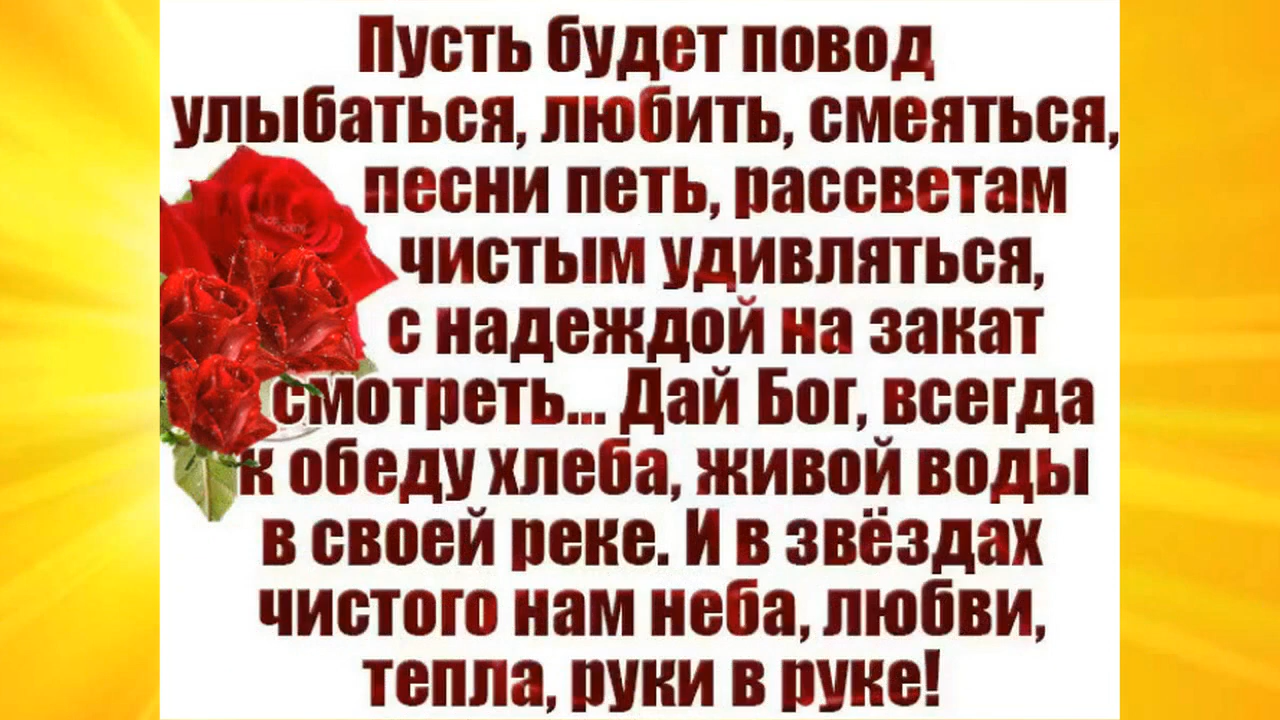 Пусть будет повод
улыбаться, любить, смеяться,
песни петь, рассветам
чистым удивляться,
с надеждой на закат
смотреть... Дай Бог, всегда
к обеду хлеба, живой воды
в своей реке. И в звёздах
чистого нам неба, любви,
тепла, руки в руке!